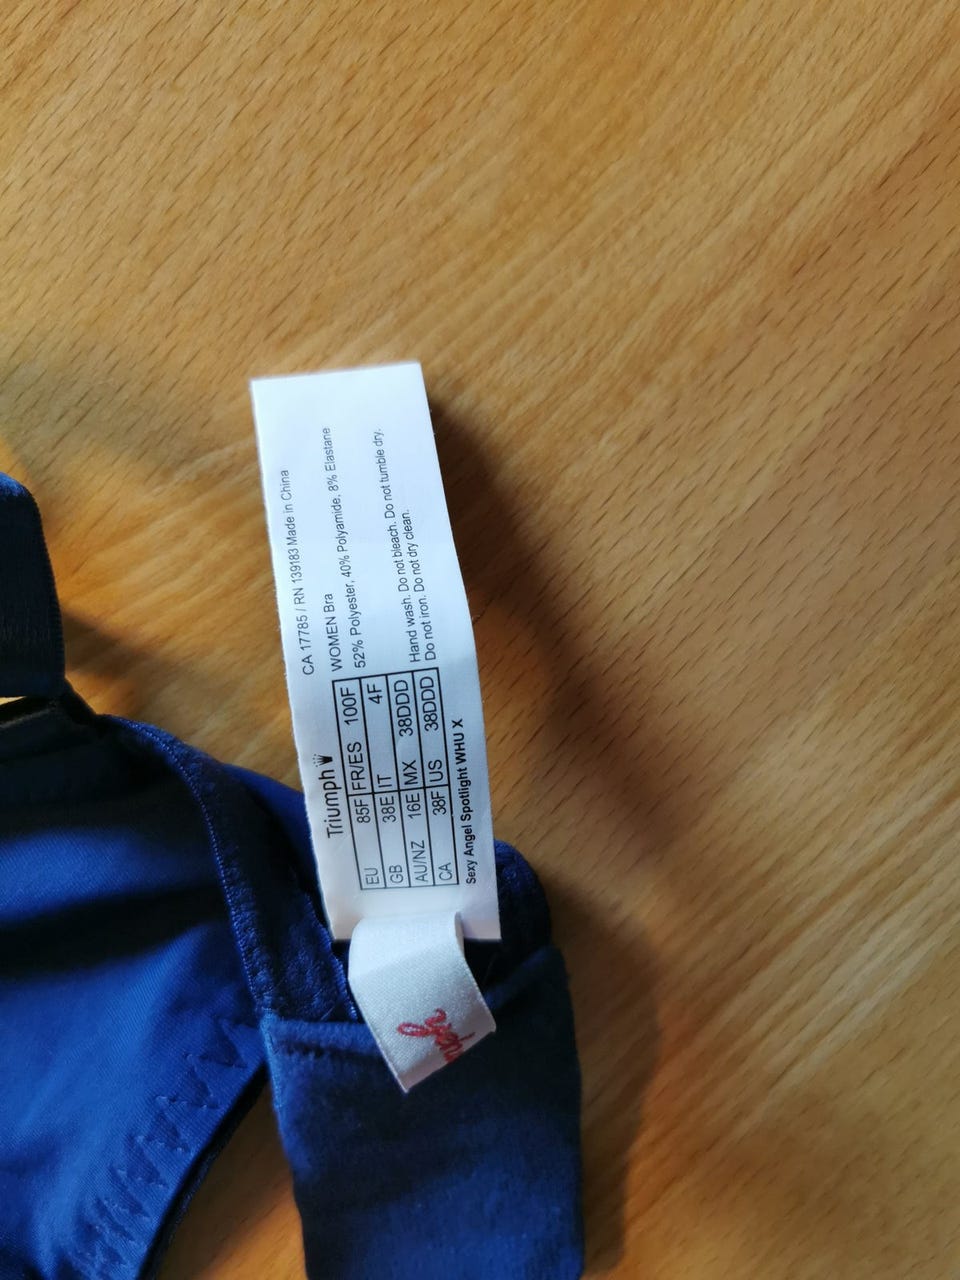 CA 17785 / RN 139183 Made in China
Triumph
WOMEN Bra
52% Polyester, 40% Polyamide, 8% Elastane
Hand wash. Do not bleach. Do not tumble dry.
Do not iron. Do not dry clean.
EU 85F FR/ES 100F
GB 38E IT 4F
AU/NZ 16E MX 38DDD
CA 38F US 38DDD
Sexy Angel Spotlight WHU X